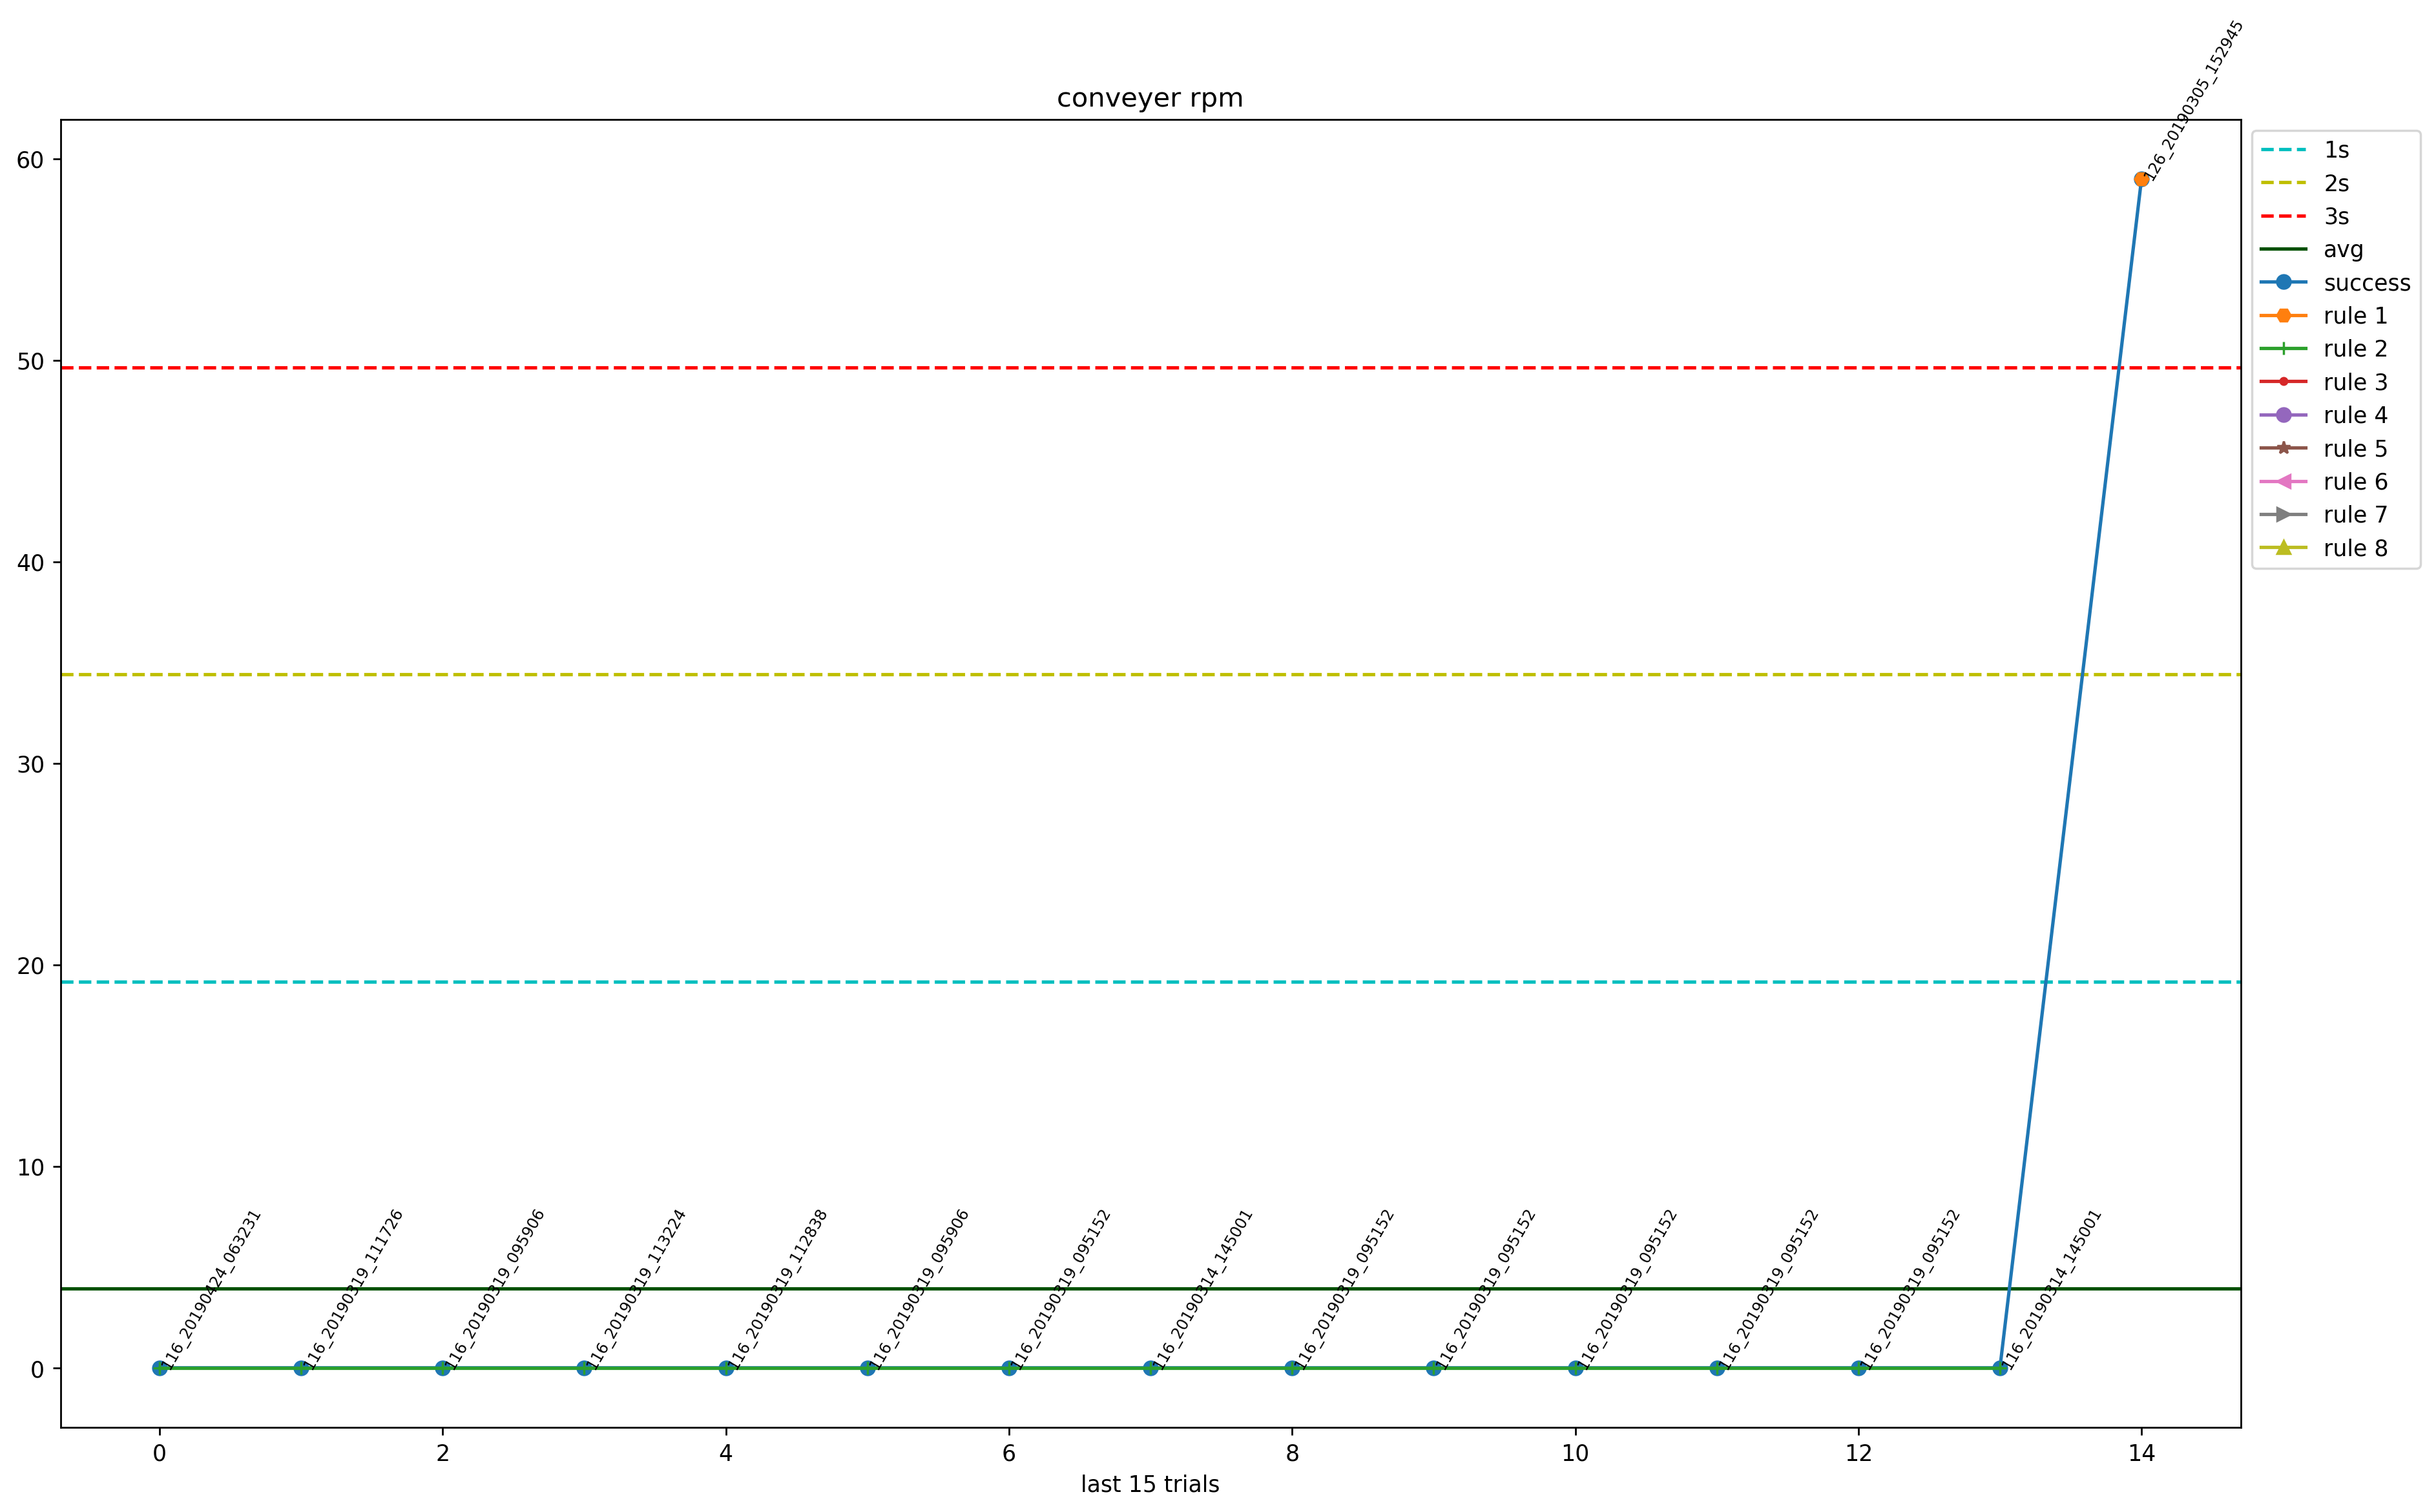 conveyer rpm
126_20190305_152945
60
50
40
30
20
10
0
116_20190424_063231
116_20190319_111726
116_20190319_095906
116_20190319_113224
116_20190319_112838
116_20190319_095906
116_20190319_095152
116_20190314_145001
116_20190319_095152
116_20190319_095152
116_20190319_095152
116_20190319_095152
116_20190319_095152
116_20190314_145001
0
2
4
6
8
10
12
14
last 15 trials
1s
2s
3s
avg
success
rule 1
rule 2
rule 3
rule 4
rule 5
rule 6
rule 7
rule 8